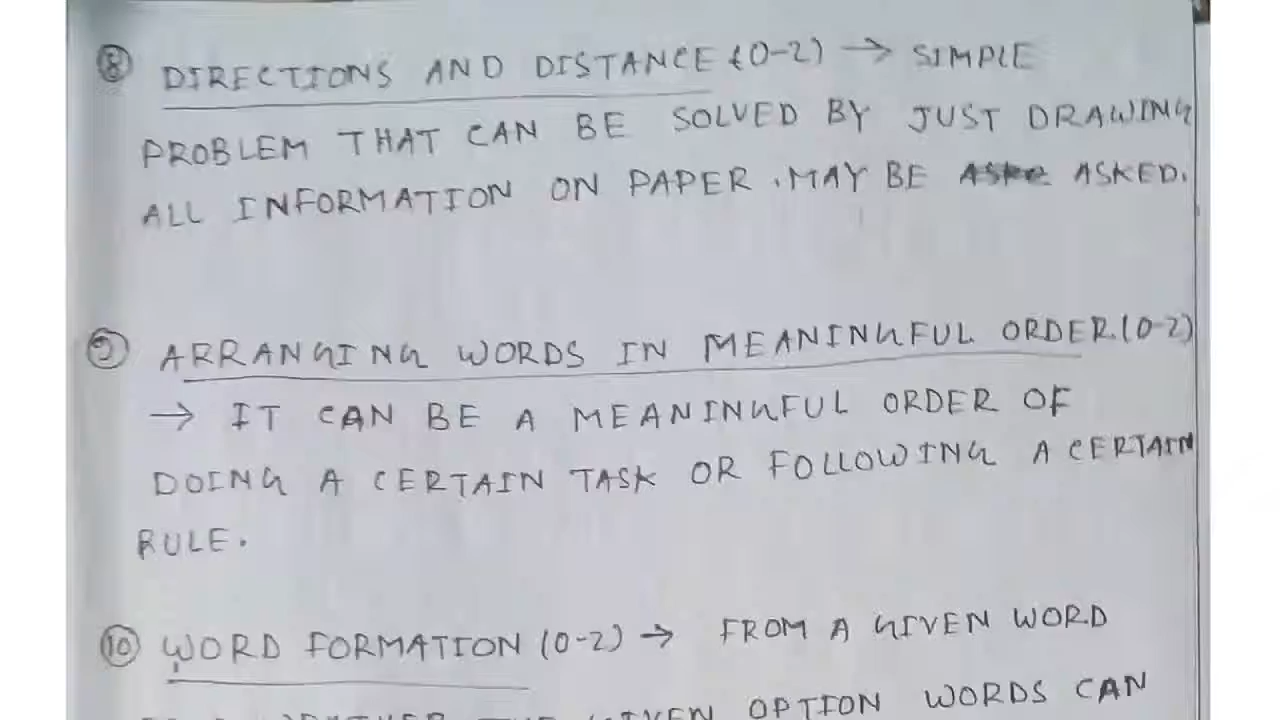 8 DIRECTIONS AND DISTANCE (0-2) → SIMPLE
PROBLEM THAT CAN BE SOLVED BY JUST DRAWING
ALL INFORMATION ON PAPER . MAY BE ASKED.
9 ARRANGING WORDS IN MEANINGFUL ORDER. (0-2)
→ IT CAN BE A MEANINGFUL ORDER OF
DOING A CERTAIN TASK OR FOLLOWING A CERTAIN
RULE.
10 WORD FORMATION (0-2) → FROM A GIVEN WORD
GIVEN OPTION WORDS CAN